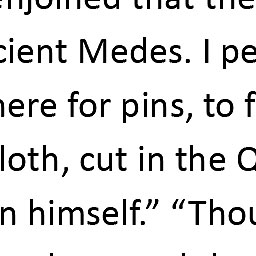 enjoined that the
cient Medes. I pe
here for pins, to f
loth, cut in the Q
n himself.” “Thou